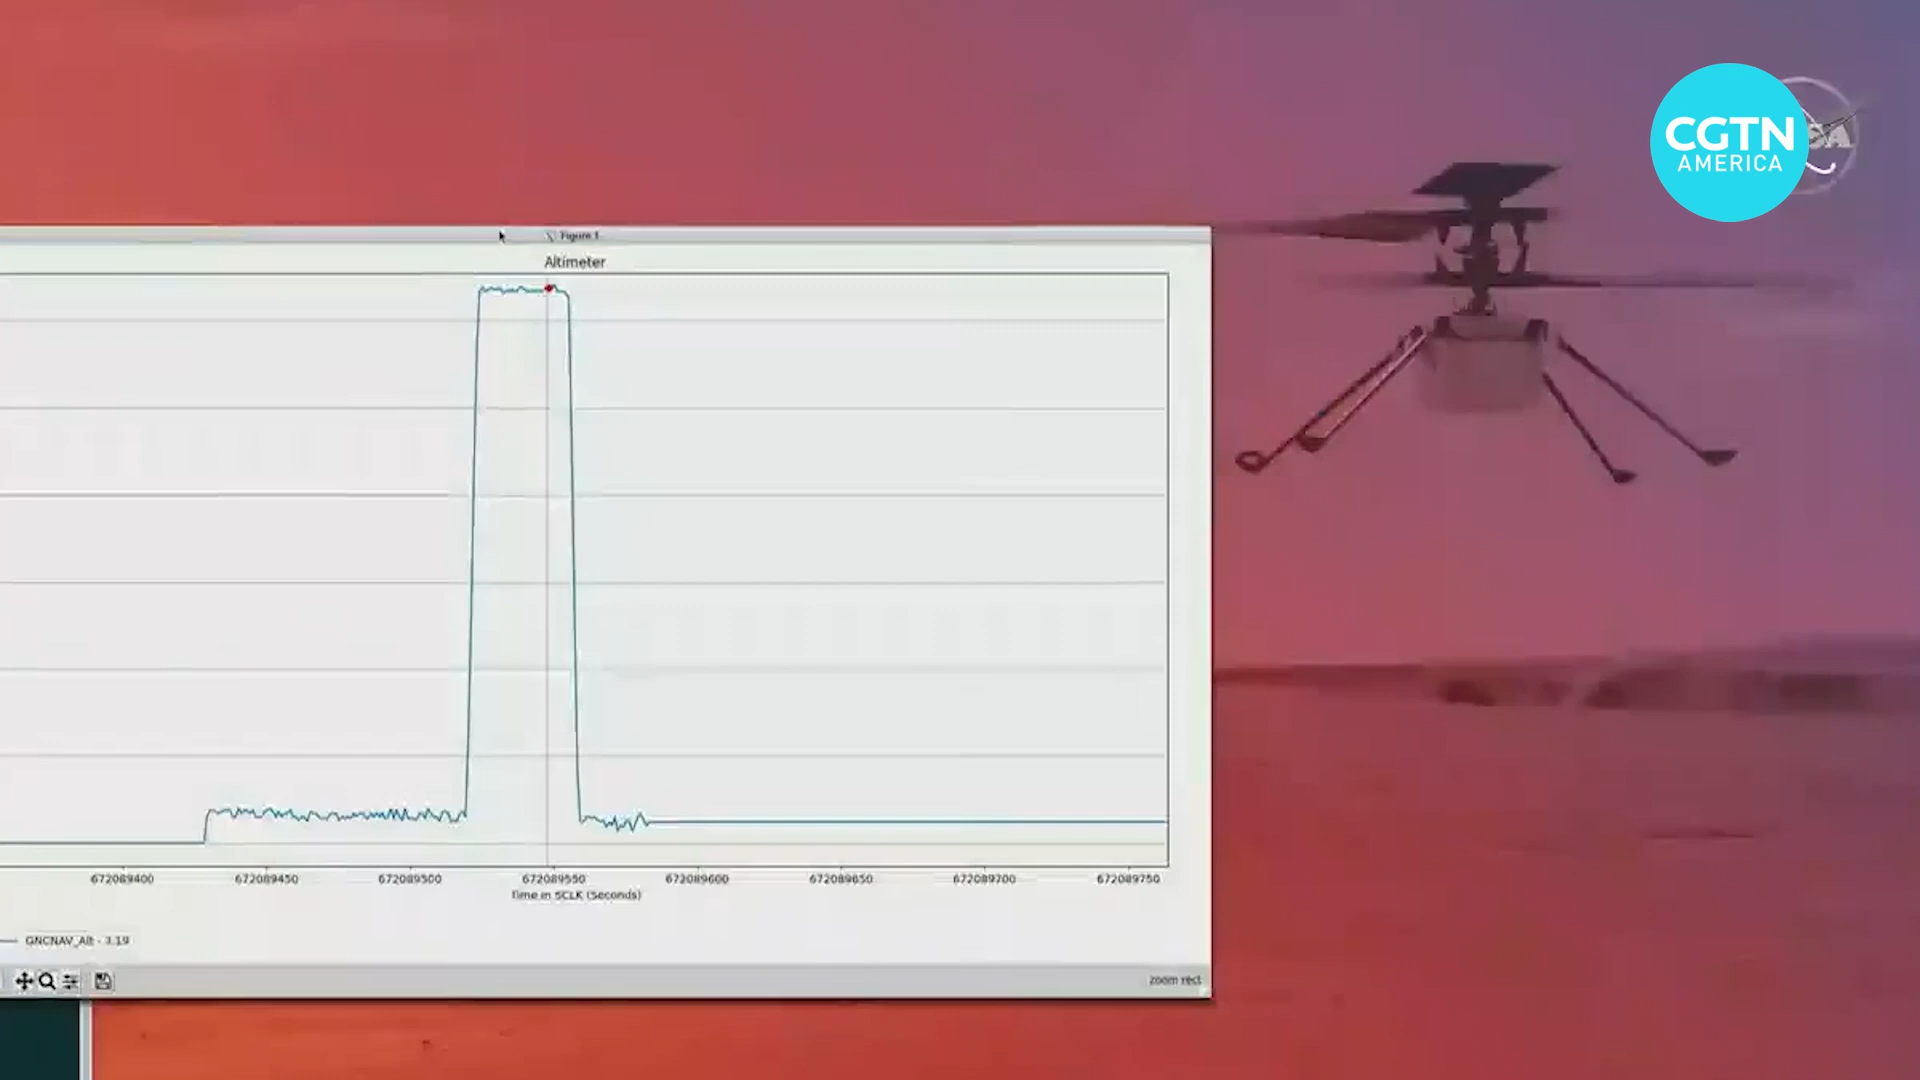 CGTN
AMERICA
SA
Figure 1
Altimeter
672089400 672089450 672089500 672089550 672089600 672089650 672089700 672089750
Time in SCLK (Seconds)
GNCNAV_Alt - 3.19
zoom rect